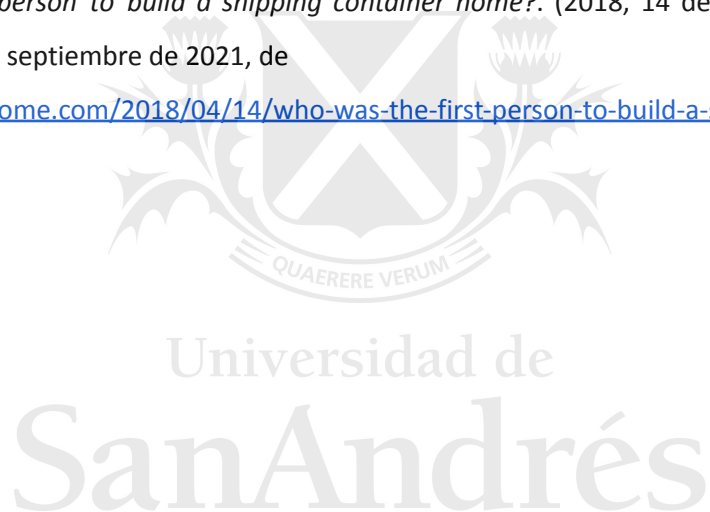 person to build a shipping container home?. (2018, 14 de
septiembre de 2021, de
ome.com/2018/04/14/who-was-the-first-person-to-build-a-
QUAERERE VERUM
Universidad de
SanAndrés